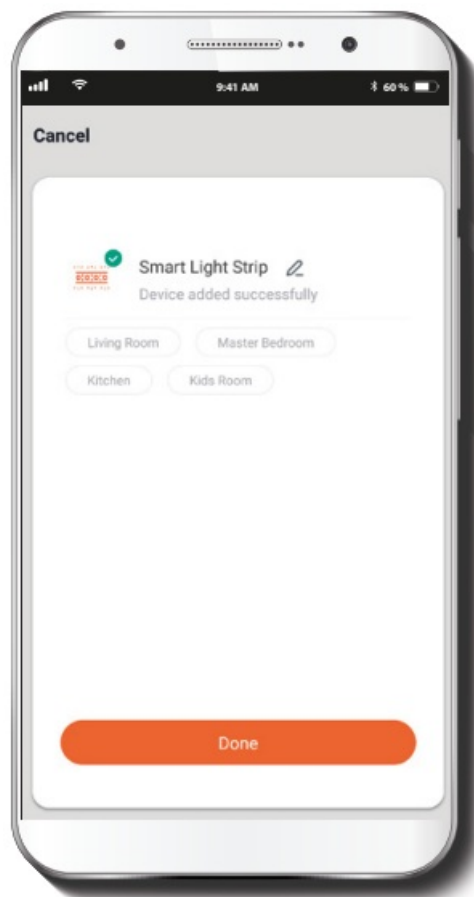 9:41 AM 60 %
Cancel
Smart Light Strip
Device added successfully
Living Room Master Bedroom
Kitchen Kids Room
Done